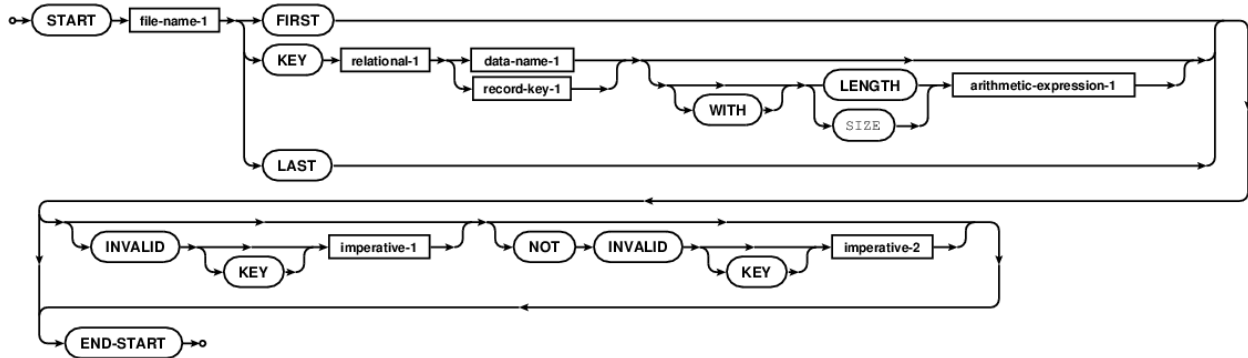 START file-name-1 FIRST
KEY relational-1 data-name-1
record-key-1
LENGTH arithmetic-expression-1
WITH
SIZE
LAST
INVALID imperative-1 NOT INVALID imperative-2
KEY KEY
END-START